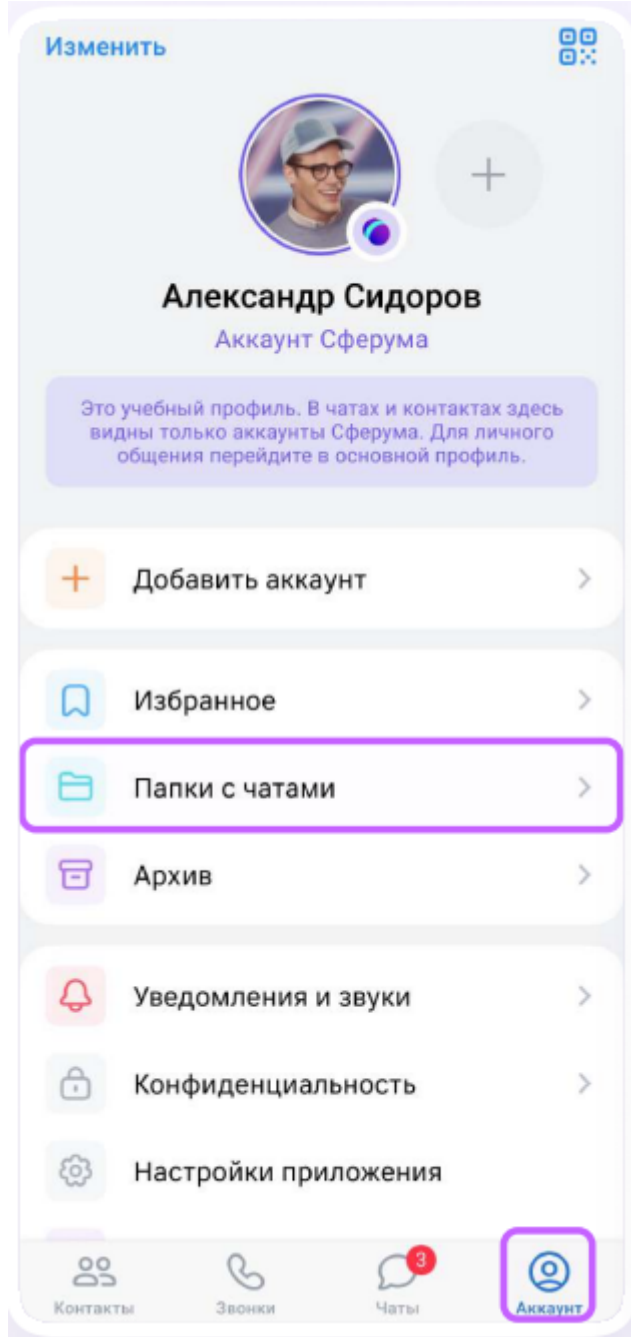 Изменить
Александр Сидоров
Аккаунт Сферума
Это учебный профиль. В чатах и контактах здесь
видны только аккаунты Сферума. Для личного
общения перейдите в основной профиль.
Добавить аккаунт
Избранное
Папки с чатами
Архив
Уведомления и звуки
Конфиденциальность
Настройки приложения
3
Контакты Звонки Чаты Аккаунт